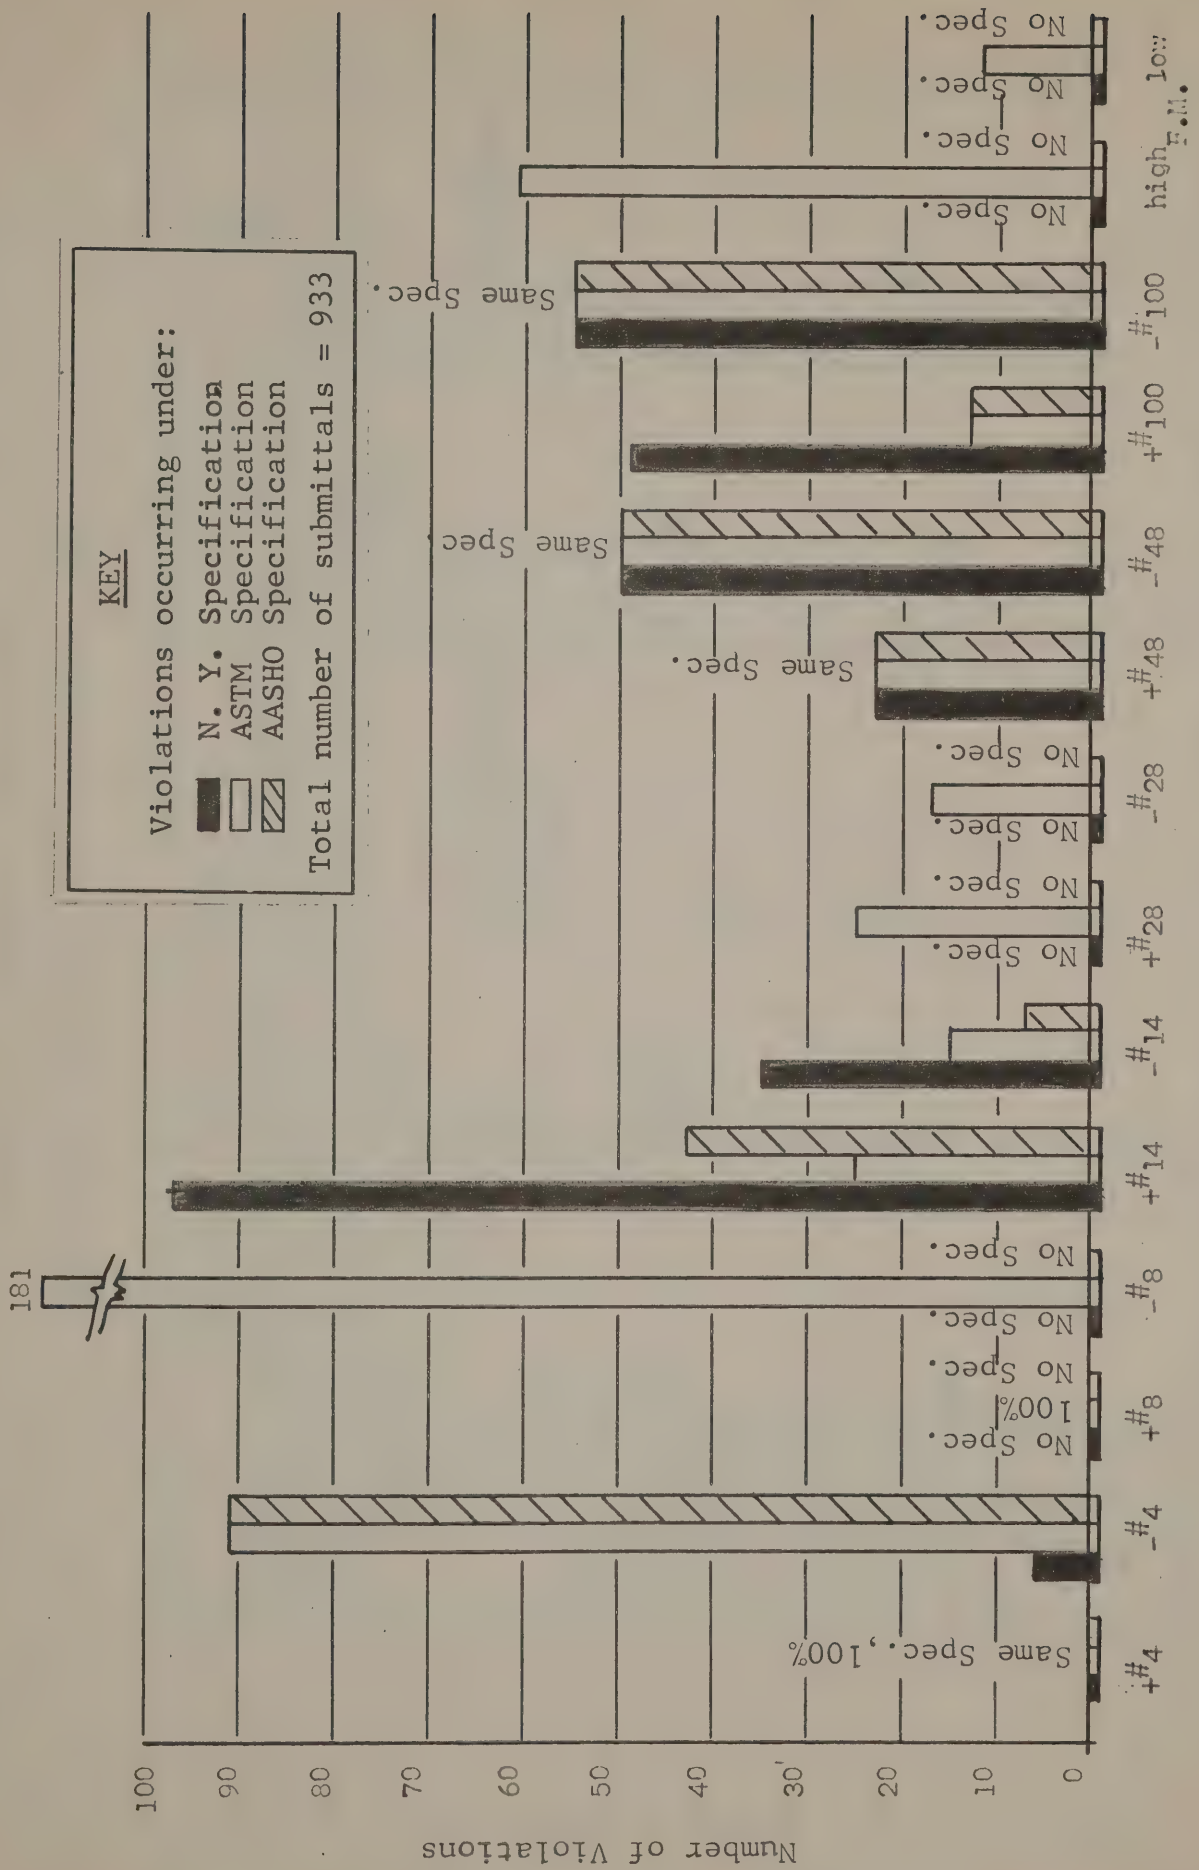 KEY
Violations occurring under:
N. Y. Specification
ASTM Specification
AASHO Specification
Total number of submittals = 933
Number of Violations
100
90
80
70
60
50
40
30
20
10
0
181
Same Spec., 100%
No Spec.
100%
No Spec.
No Spec.
No Spec.
No Spec.
No Spec.
No Spec.
No Spec.
Same Spec.
Same Spec.
Same Spec.
No Spec.
No Spec.
No Spec.
No Spec.
+#4
-#4
+#8
-#8
+#14
-#14
+#28
-#28
+#48
-#48
+#100
-#100
high low
F.M.